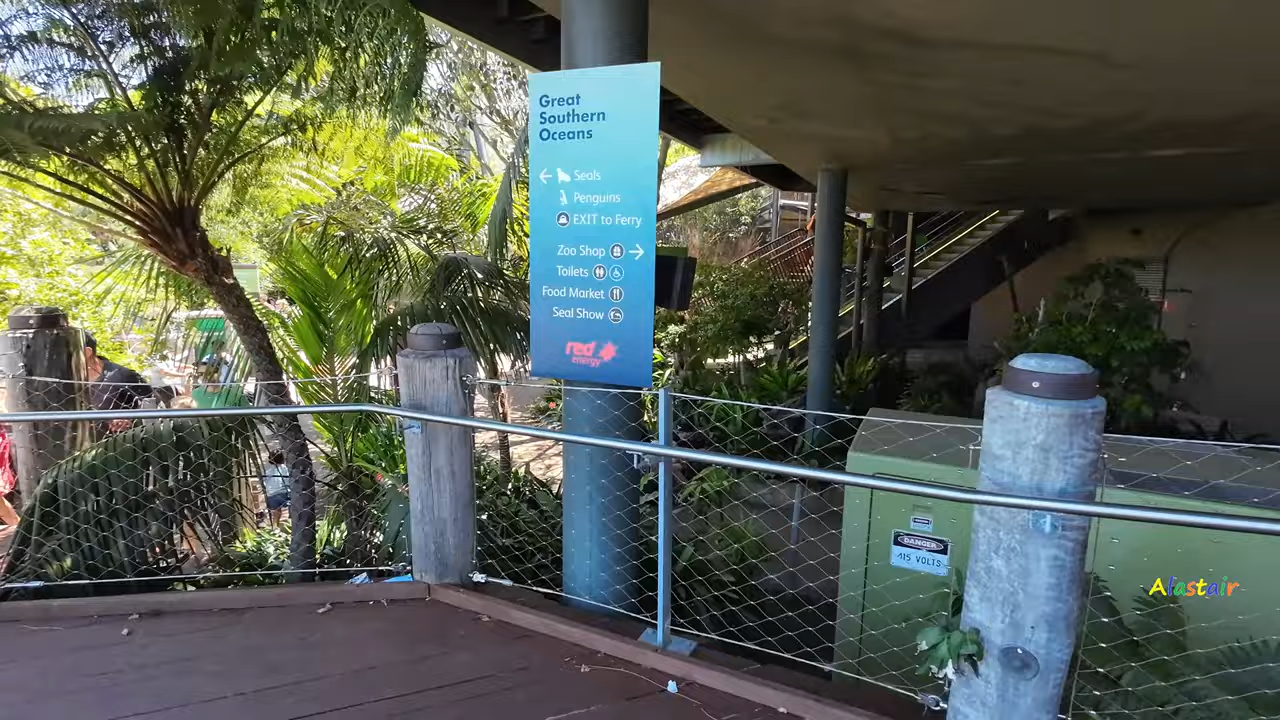 Great
Southern
Oceans
Seals
Penguins
EXIT to Ferry
Zoo Shop
Toilets
Food Market
Seal Show
red
energy
DANGER
415 VOLTS
Alastair